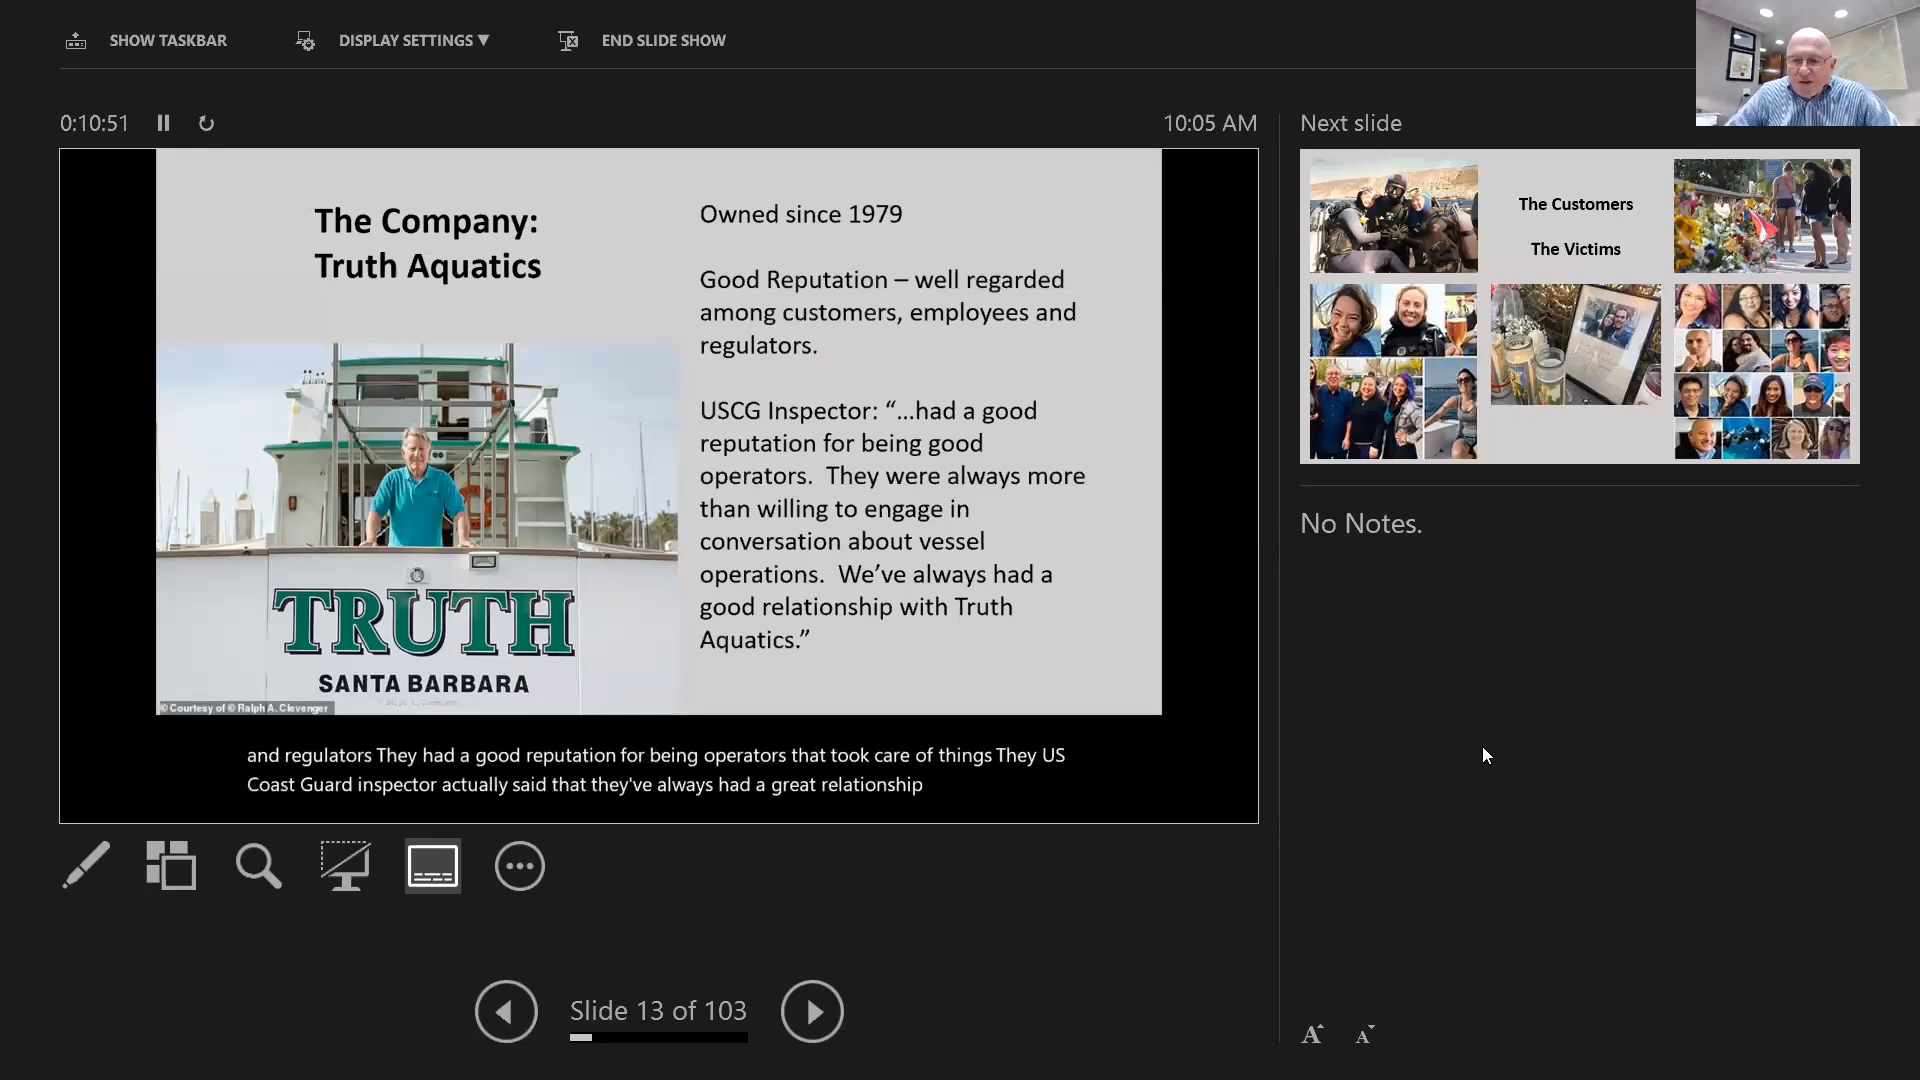 SHOW TASKBAR
DISPLAY SETTINGS ▼
END SLIDE SHOW
0:10:51
10:05 AM
Next slide
The Company:
Truth Aquatics
Owned since 1979
Good Reputation – well regarded
among customers, employees and
regulators.
USCG Inspector: “…had a good
reputation for being good
operators.  They were always more
than willing to engage in
conversation about vessel
operations.  We’ve always had a
good relationship with Truth
Aquatics.”
TRUTH
SANTA BARBARA
© Courtesy of © Ralph A. Clevenger
and regulators They had a good reputation for being operators that took care of things They US
Coast Guard inspector actually said that they've always had a great relationship
The Customers
The Victims
No Notes.
Slide 13 of 103
A A